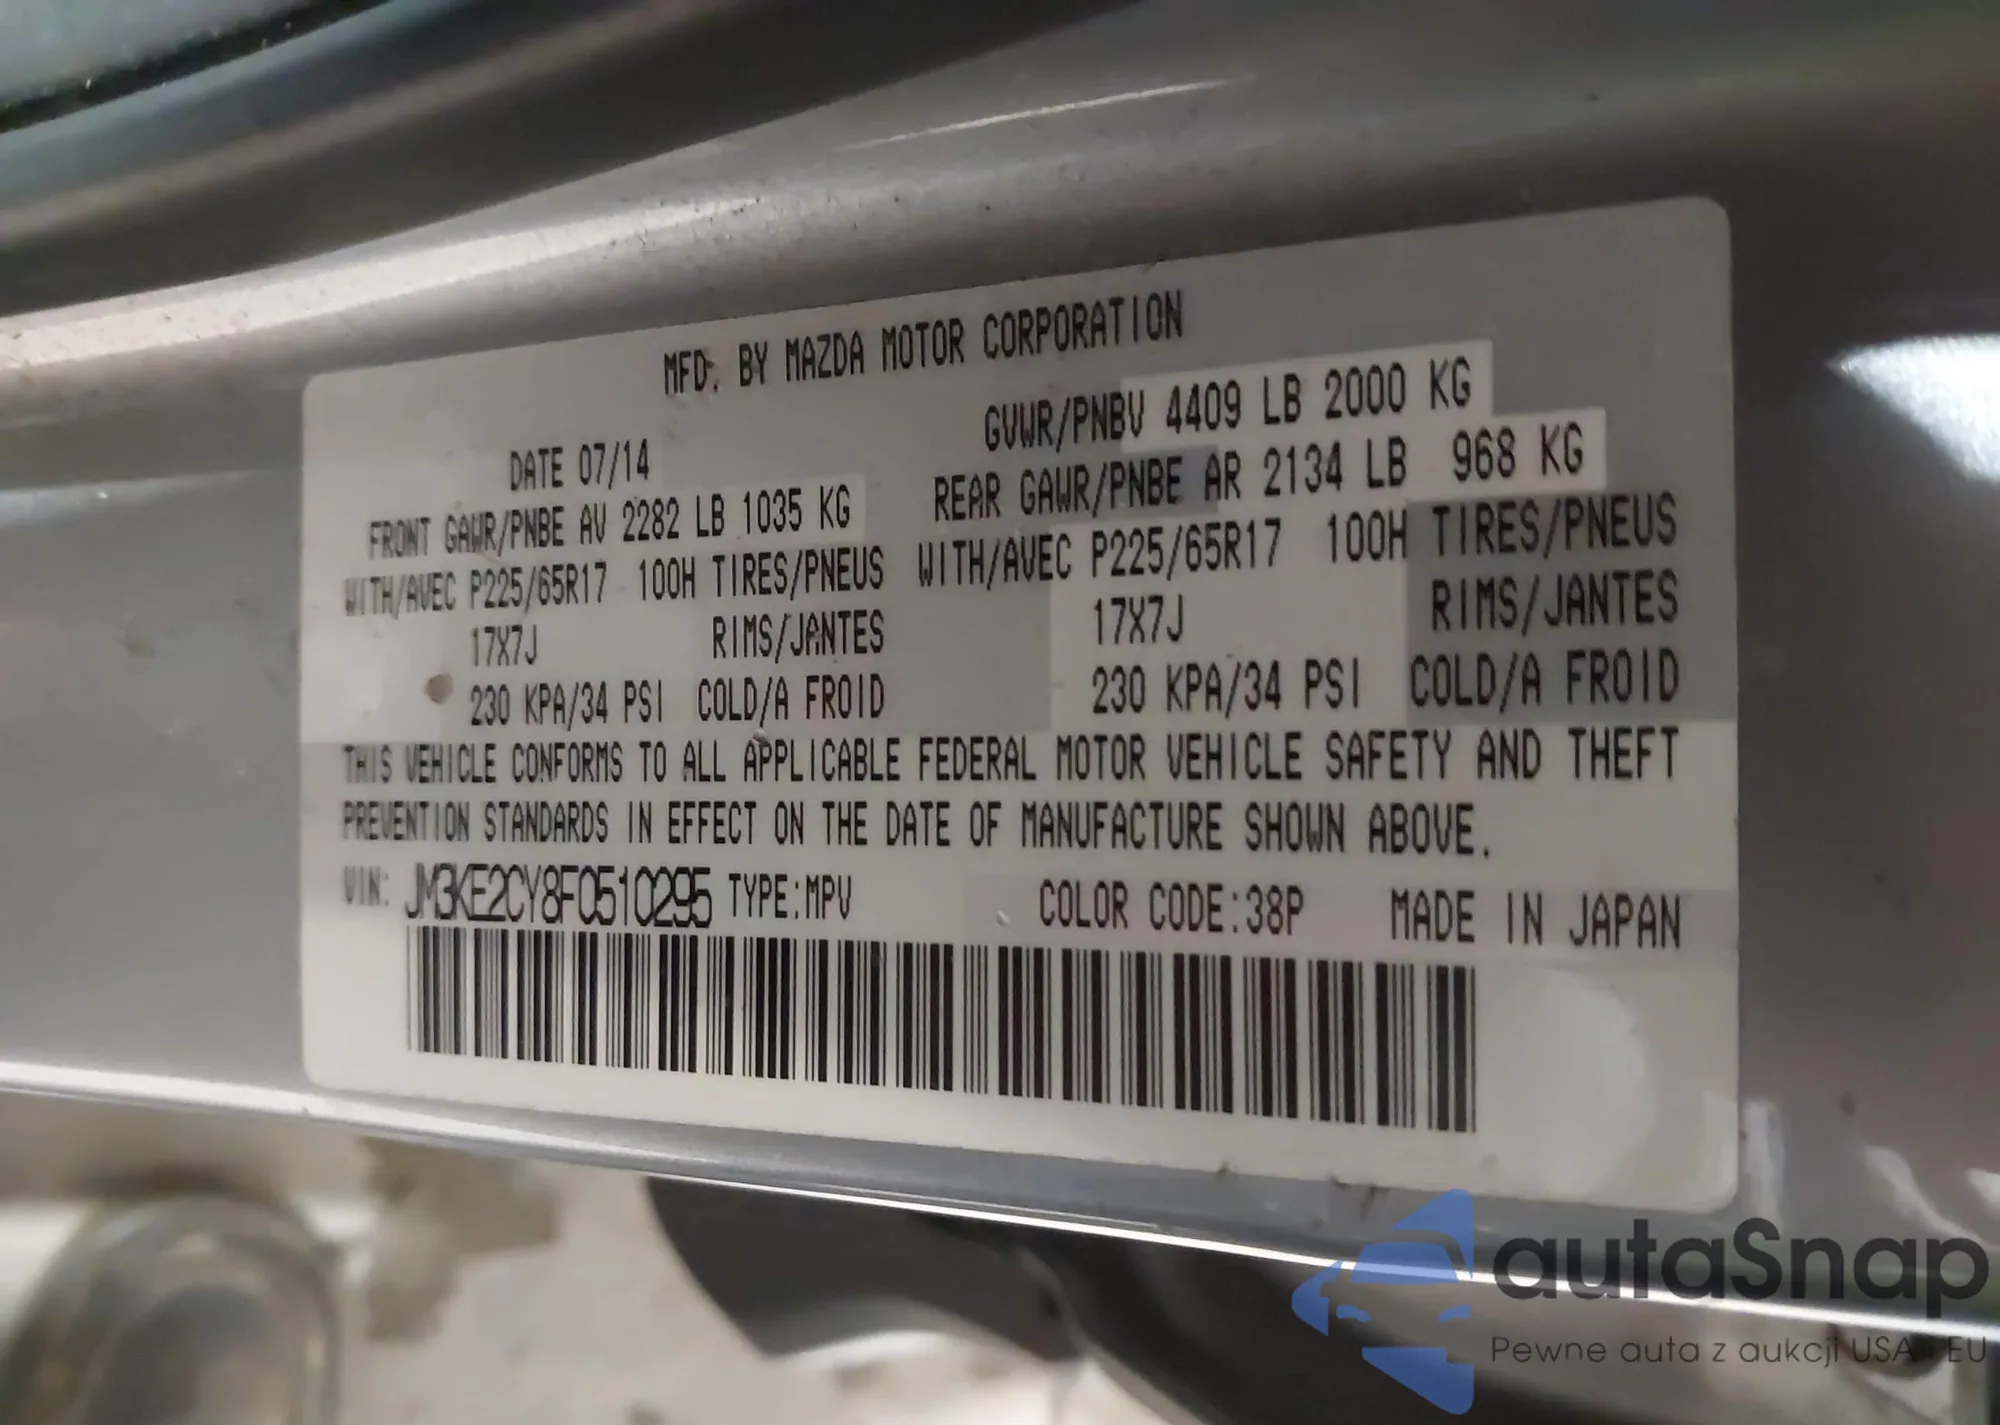 MFD. BY MAZDA MOTOR CORPORATION
DATE 07/14 GVWR/PNBV 4409 LB 2000 KG
FRONT GAWR/PNBE AV 2282 LB 1035 KG REAR GAWR/PNBE AR 2134 LB 968 KG
WITH/AVEC P225/65R17 100H TIRES/PNEUS WITH/AVEC P225/65R17 100H TIRES/PNEUS
17X7J RIMS/JANTES 17X7J RIMS/JANTES
230 KPA/34 PSI COLD/A FROID 230 KPA/34 PSI COLD/A FROID
THIS VEHICLE CONFORMS TO ALL APPLICABLE FEDERAL MOTOR VEHICLE SAFETY AND THEFT
PREVENTION STANDARDS IN EFFECT ON THE DATE OF MANUFACTURE SHOWN ABOVE.
VIN: JM3KE2CY8F0510295 TYPE:MPV COLOR CODE:38P MADE IN JAPAN
autaSnap
Pewne auta z aukcji USA - EU